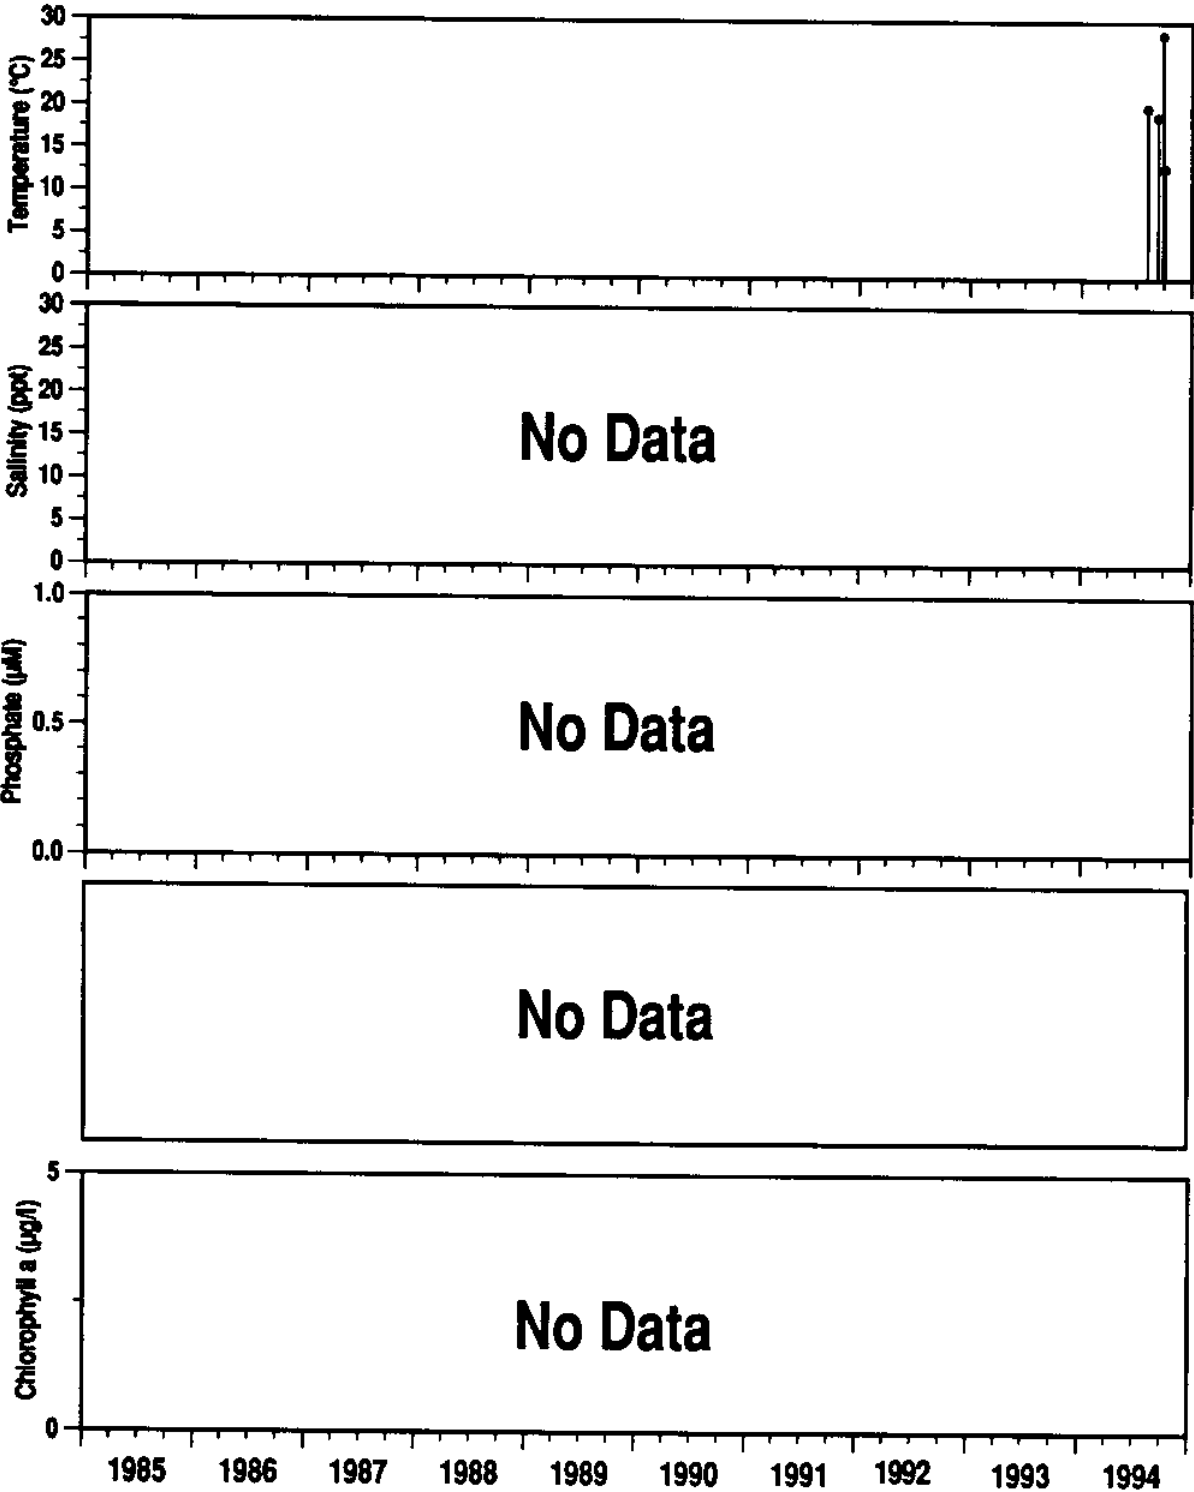 Temperature (°C)
30
25
20
15
10
5
0
Salinity (ppt)
30
25
20
15
10
5
0
No Data
Phosphate (µM)
1.0
0.5
0.0
No Data
No Data
Chlorophyll a (µg/l)
5
0
No Data
1985 1986 1987 1988 1989 1990 1991 1992 1993 1994